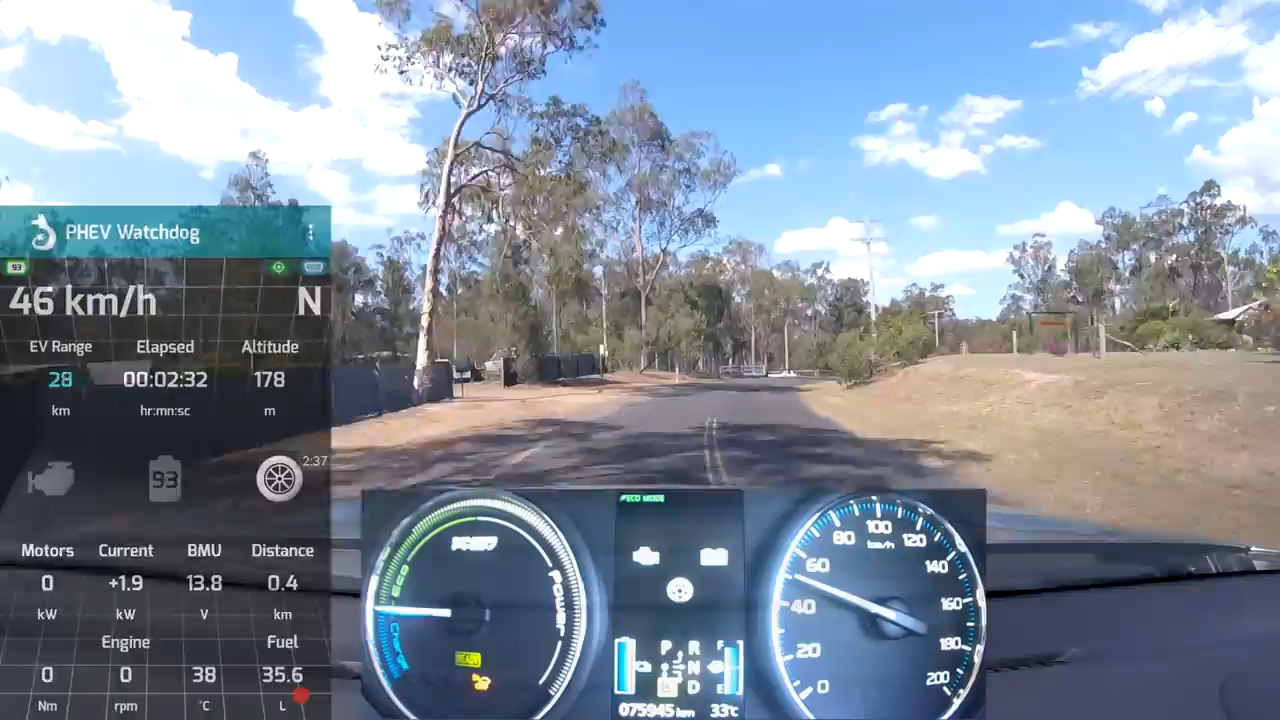 PHEV Watchdog
93
46 km/h N
EV Range Elapsed Altitude
28 00:02:32 178
km hr:mn:sc m
93 2:37
Motors Current BMU Distance
0 +1.9 13.8 0.4
kW kW V km
Engine Fuel
0 0 38 35.6
Nm rpm °C L
PHEV
ECO
Charge
Power
READY
ECO MODE
P R
N
D
F
E
075945 km 33°C
0
20
40
60
80
100
120
140
160
180
200
km/h